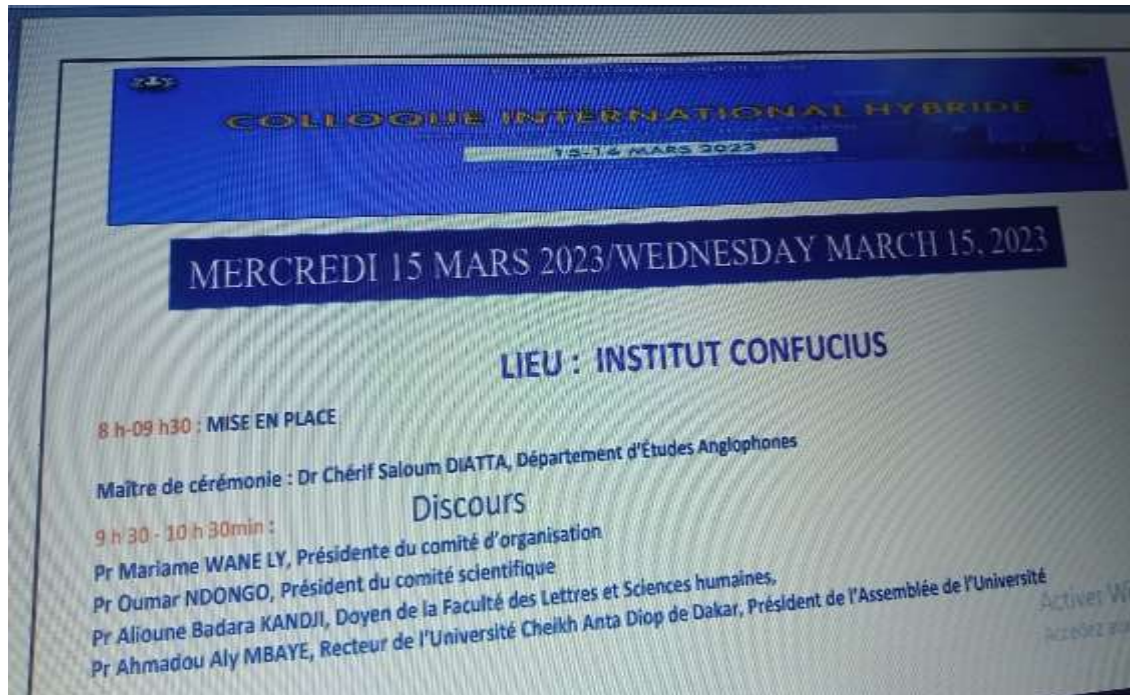 COLLOQUE INTERNATIONAL HYBRIDE
15-16 MARS 2023
MERCREDI 15 MARS 2023/WEDNESDAY MARCH 15, 2023
LIEU : INSTITUT CONFUCIUS
8 h-09 h30 : MISE EN PLACE
Maître de cérémonie : Dr Chérif Saloum DIATTA, Département d'Études Anglophones
Discours
9 h 30 - 10 h 30min :
Pr Mariame WANE LY, Présidente du comité d'organisation
Pr Oumar NDONGO, Président du comité scientifique
Pr Alioune Badara KANDJI, Doyen de la Faculté des Lettres et Sciences humaines,
Pr Ahmadou Aly MBAYE, Recteur de l'Université Cheikh Anta Diop de Dakar, Président de l'Assemblée de l'Université
Activer
Accédez